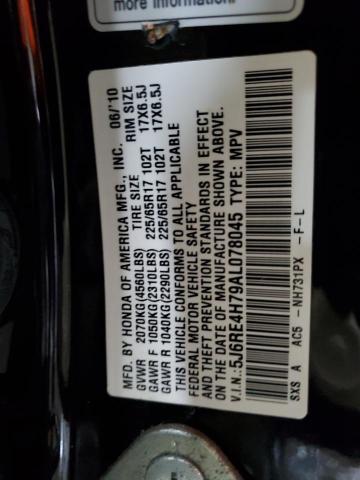 more information.
MFD. BY HONDA OF AMERICA MFG., INC. 06/'10
TIRE SIZE RIM SIZE
GVWR 2070KG(4560LBS)
GAWR F 1050KG(2310LBS) 225/65R17 102T 17X6.5J
GAWR R 1040KG(2290LBS) 225/65R17 102T 17X6.5J
THIS VEHICLE CONFORMS TO ALL APPLICABLE
FEDERAL MOTOR VEHICLE SAFETY
AND THEFT PREVENTION STANDARDS IN EFFECT
ON THE DATE OF MANUFACTURE SHOWN ABOVE.
V.I.N.: 5J6RE4H79AL078045 TYPE: MPV
SXS A AC5 -NH731PX -F-L